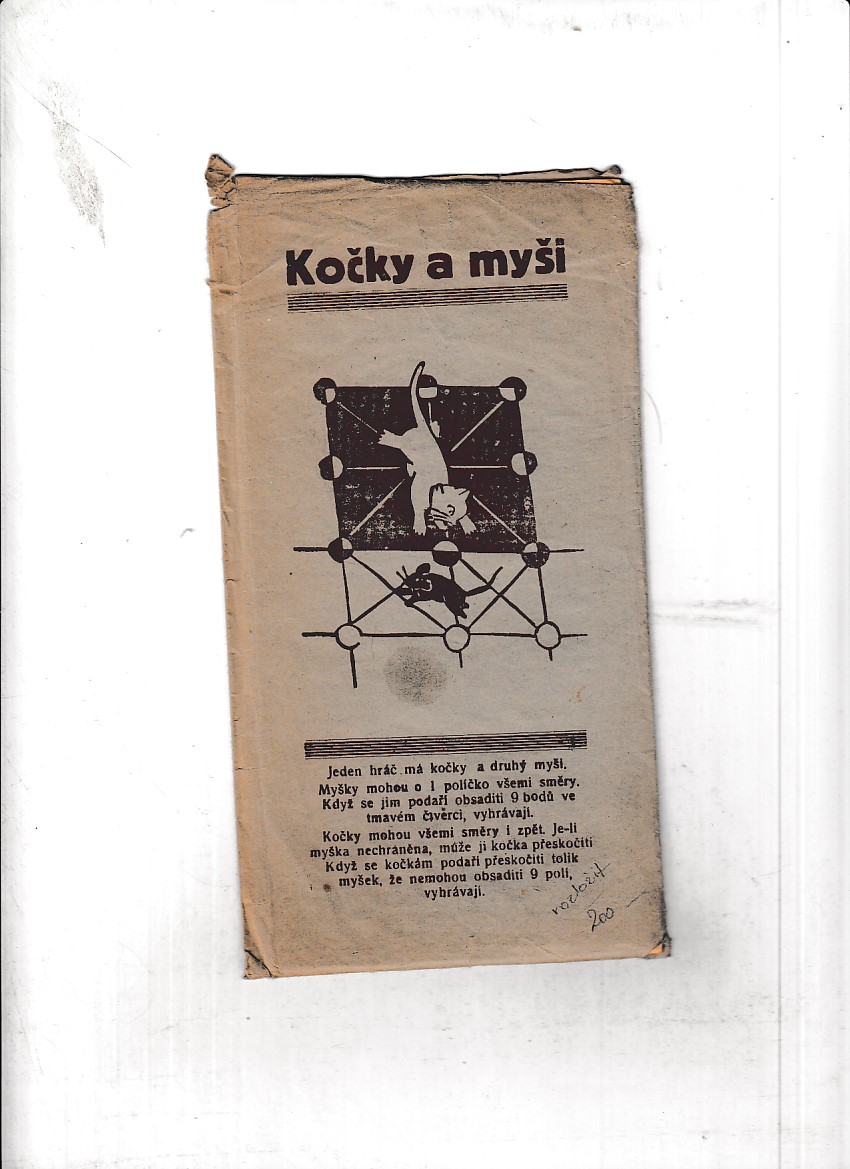 Kočky a myši
Jeden hráč má kočky a druhý myši.
Myšky mohou o 1 políčko všemi směry.
Když se jim podaří obsaditi 9 bodů ve
tmavém čtverci, vyhrávají.
Kočky mohou všemi směry i zpět. Je-li
myška nechráněna, může ji kočka přeskočiti
Když se kočkám podaří přeskočiti tolik
myšek, že nemohou obsaditi 9 polí,
vyhrávají.
rozložit
200